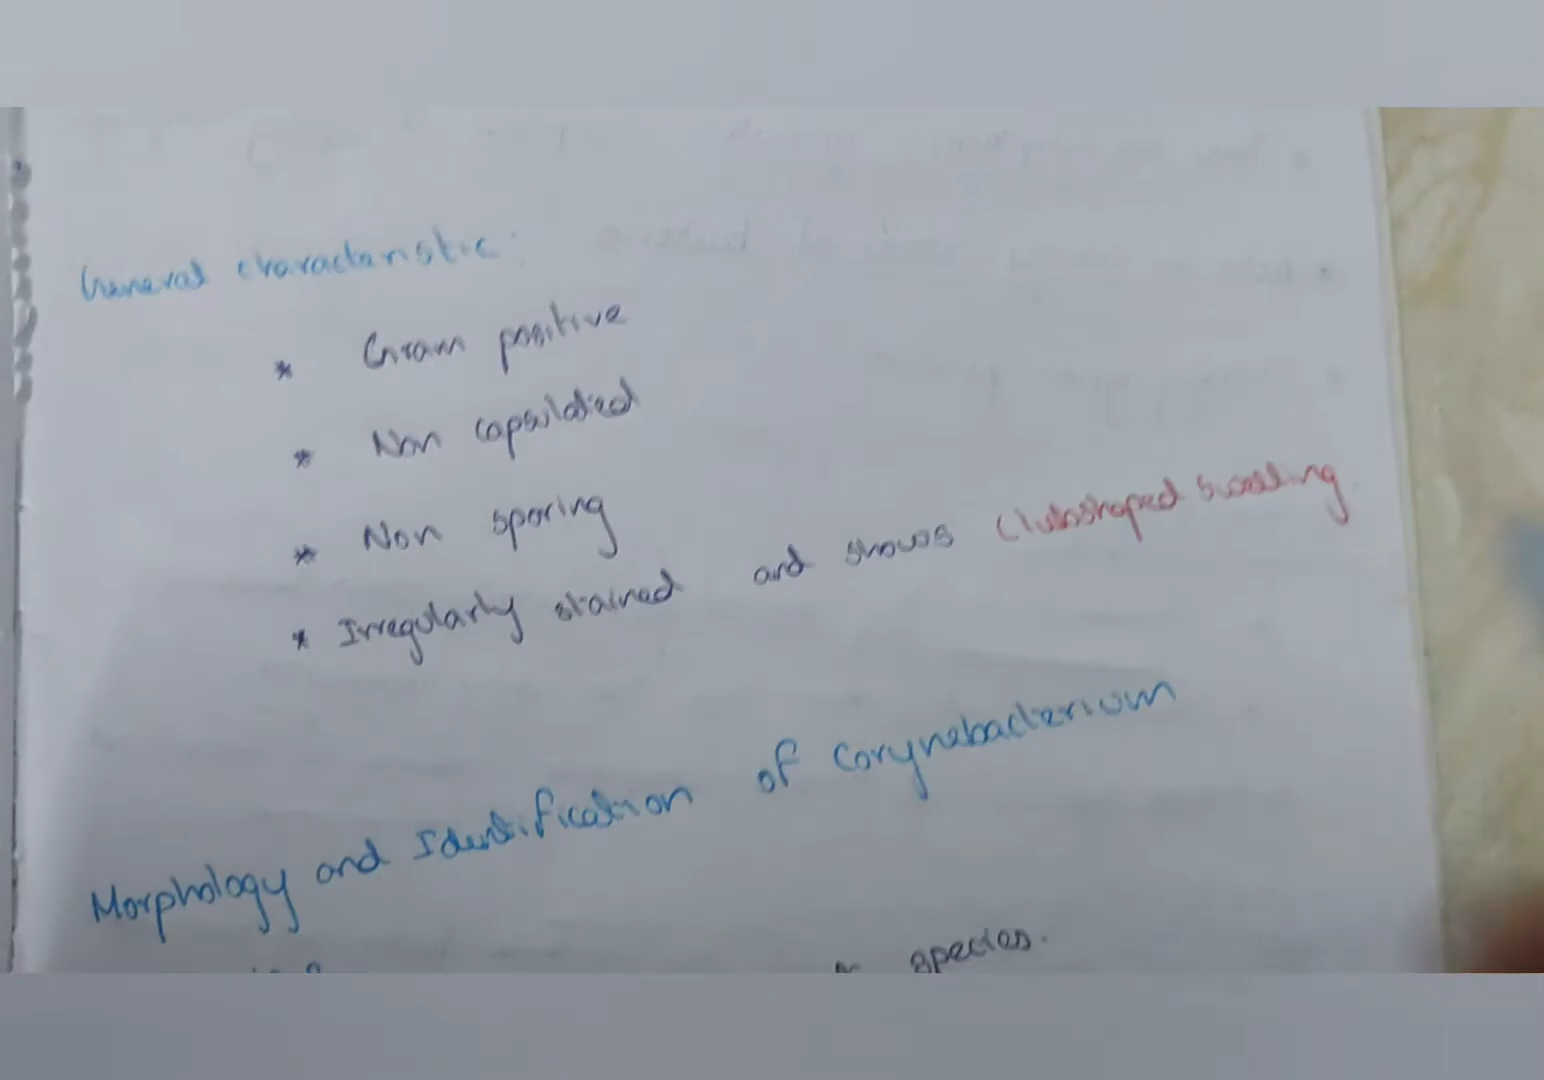 General characteristic:
* Gram positive
* Non capsulated
* Non sporing
* Irregularly stained and shows Clubshaped swelling
Morphology and Identification of Corynebacterium
species.